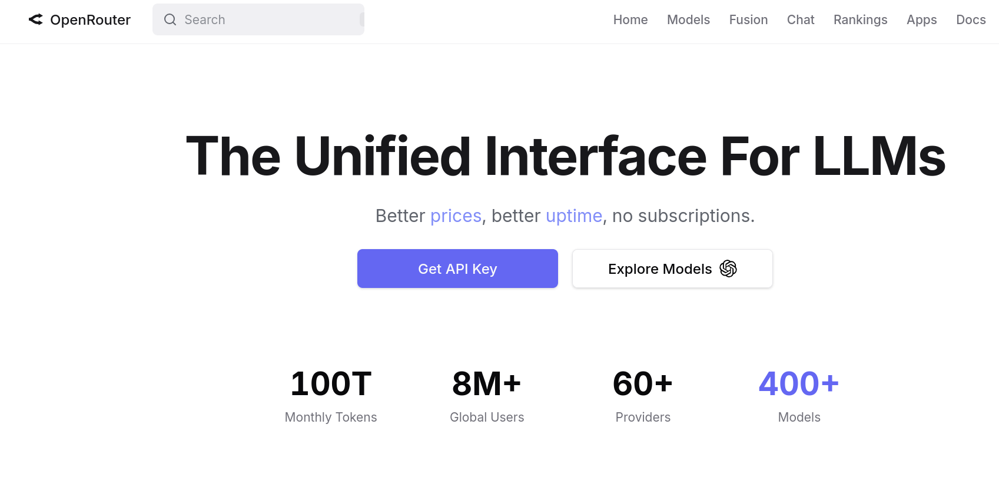 OpenRouter
Search
Home Models Fusion Chat Rankings Apps Docs
The Unified Interface For LLMs
Better prices, better uptime, no subscriptions.
Get API Key
Explore Models
100T 8M+ 60+ 400+
Monthly Tokens Global Users Providers Models